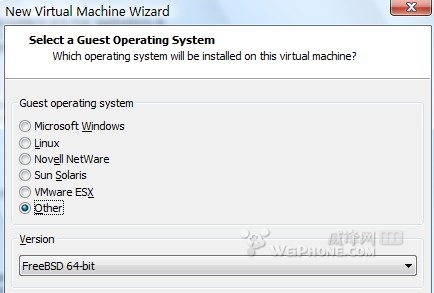 New Virtual Machine Wizard
Select a Guest Operating System
Which operating system will be installed on this virtual machine?
Guest operating system
Microsoft Windows
Linux
Novell NetWare
Sun Solaris
VMware ESX
Other
Version
威锋网
WEIPHONE.COM
FreeBSD 64-bit